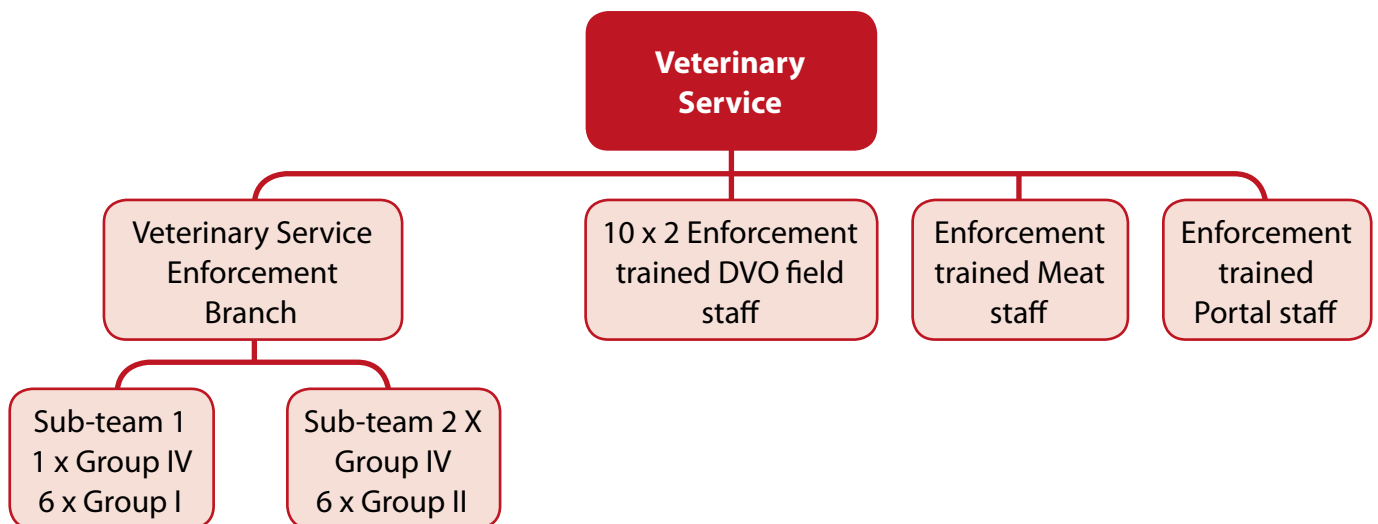 Veterinary
Service
Veterinary Service
Enforcement
Branch
10 x 2 Enforcement
trained DVO field
staff
Enforcement
trained Meat
staff
Enforcement
trained
Portal staff
Sub-team 1
1 x Group IV
6 x Group I
Sub-team 2 X
Group IV
6 x Group II